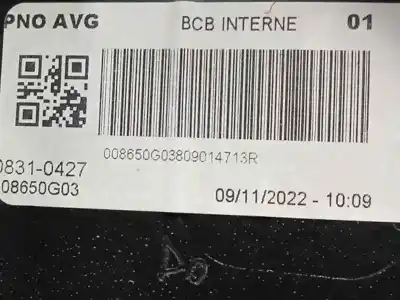 PNO AVG BCB INTERNE 01
008650G03809014713R
0831-0427
08650G03
09/11/2022 - 10:09